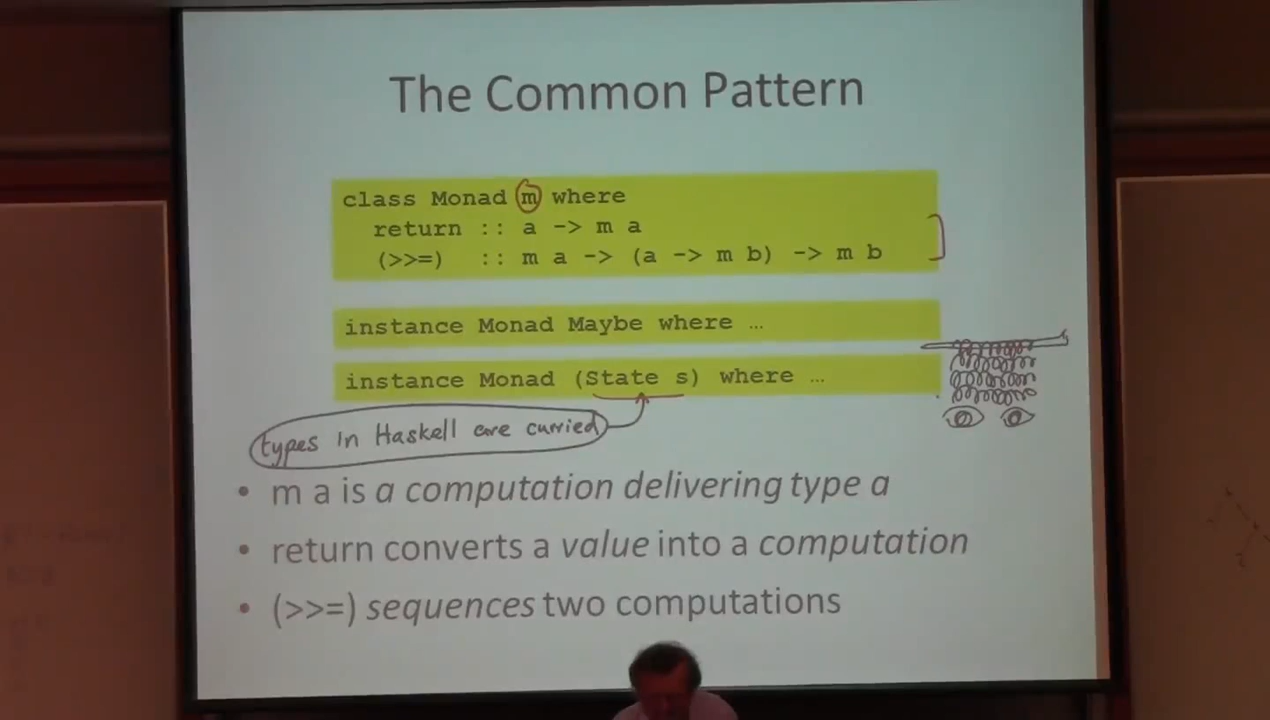 The Common Pattern
class Monad m where
return :: a -> m a
(>>=) :: m a -> (a -> m b) -> m b
instance Monad Maybe where …
instance Monad (State s) where …
types in Haskell are curried
• m a is a computation delivering type a
• return converts a value into a computation
• (>>=) sequences two computations